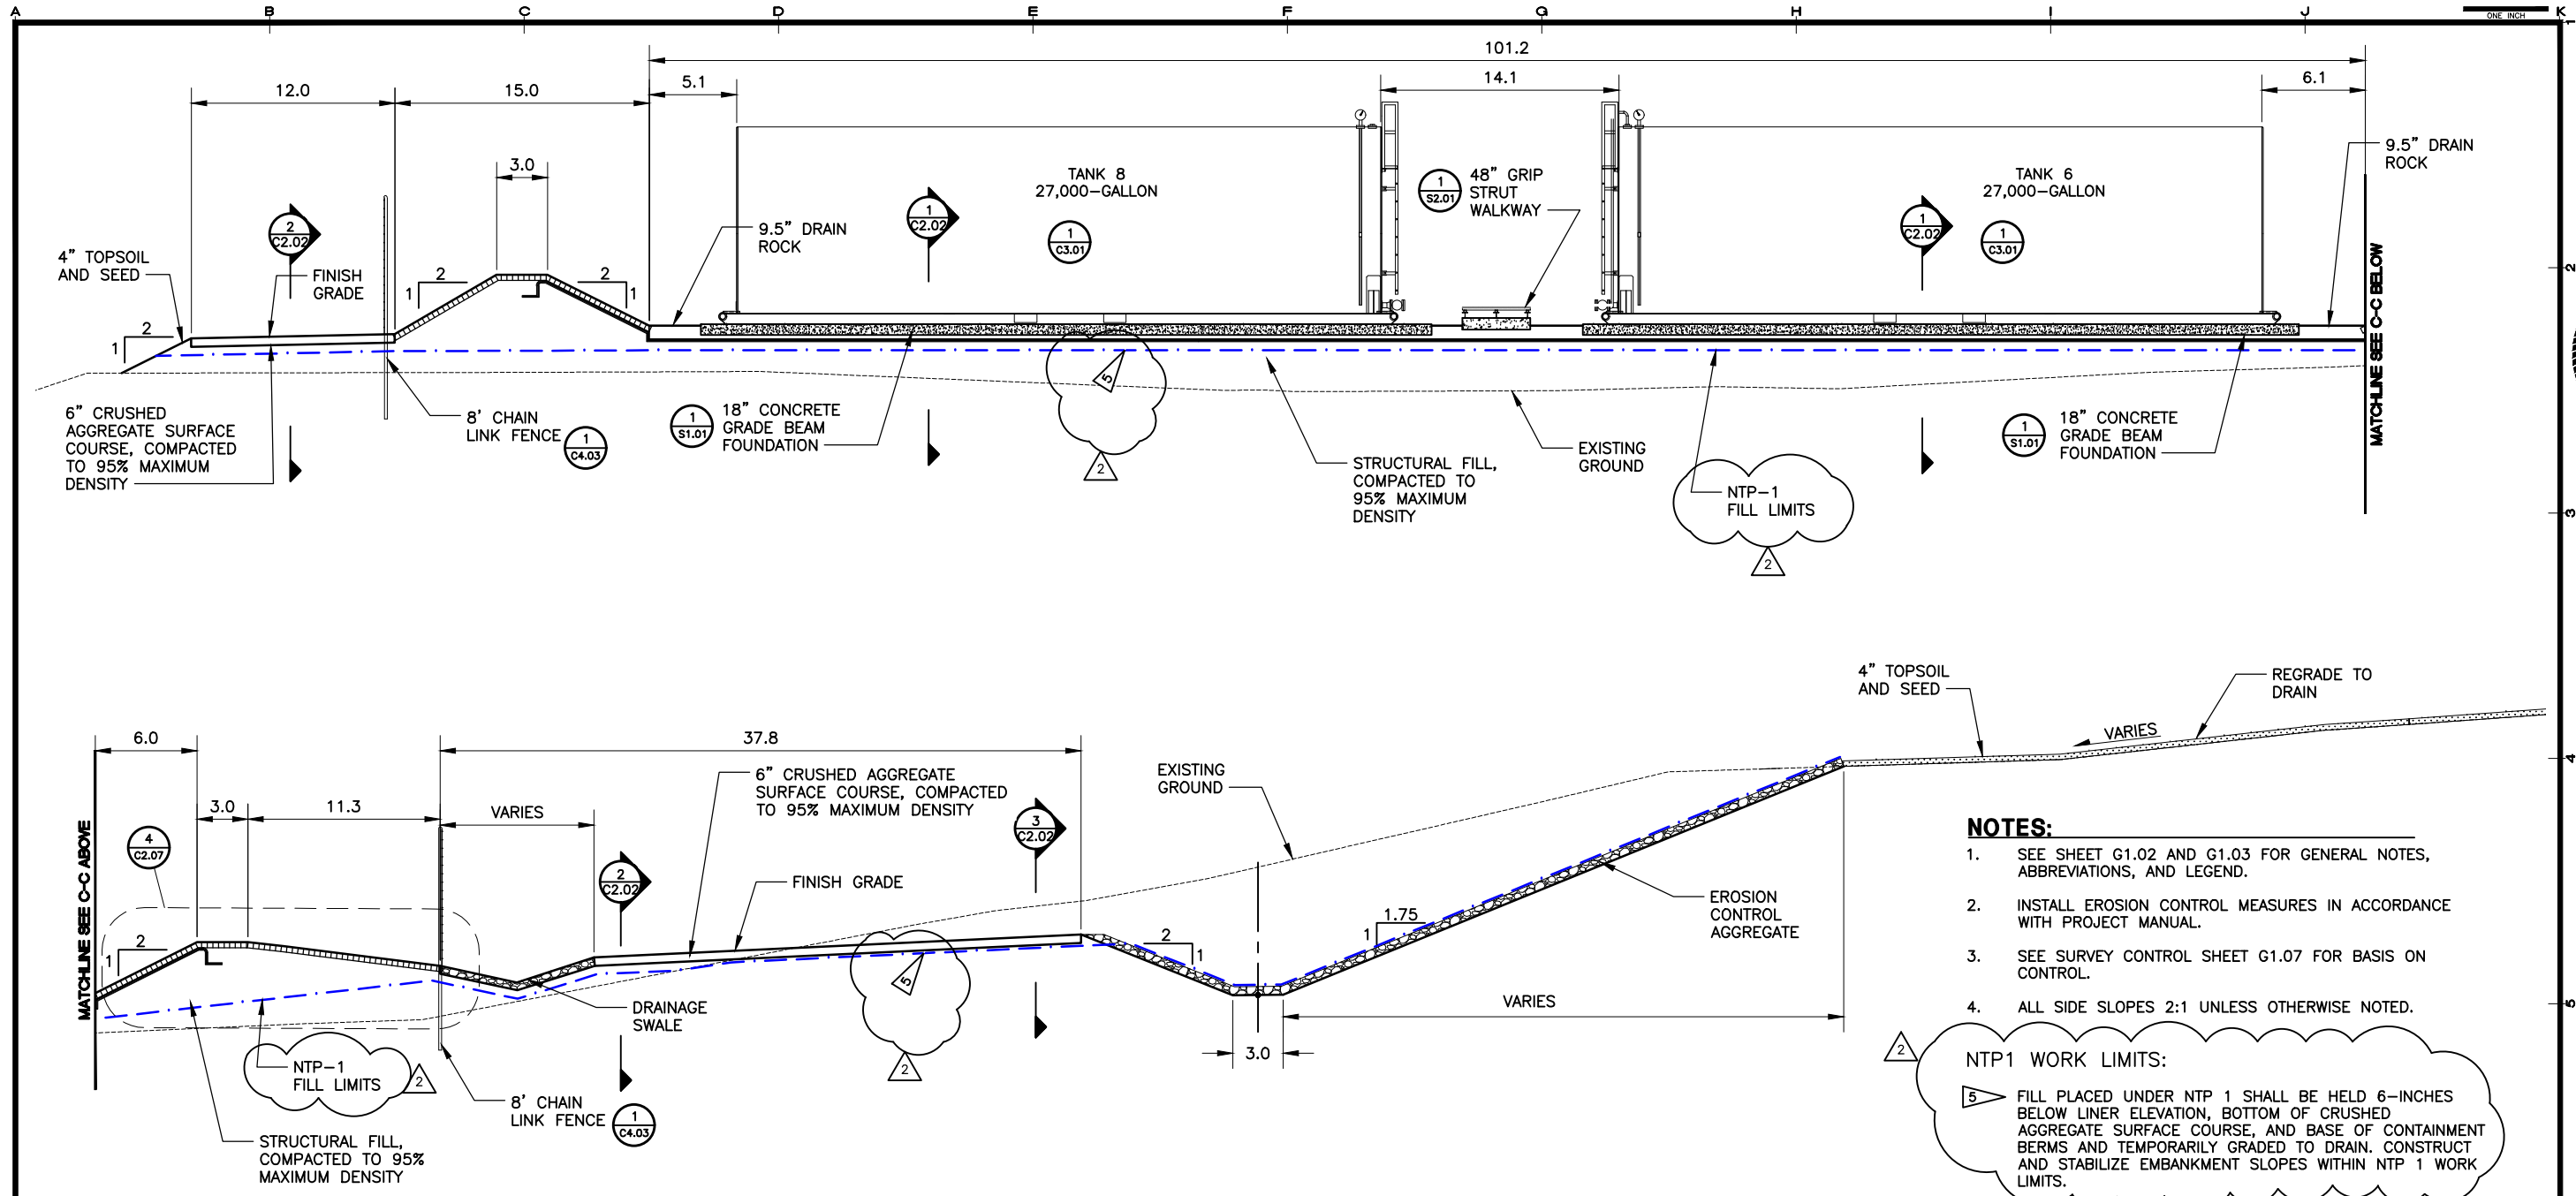 A B C D E F G H I J K
ONE INCH
1
101.2
12.0
15.0
5.1
14.1
6.1
3.0
TANK 8
27,000-GALLON
1
S2.01
48" GRIP
STRUT
WALKWAY
TANK 6
27,000-GALLON
9.5" DRAIN
ROCK
2
C2.02
1
C2.02
1
C3.01
1
C2.02
1
C3.01
9.5" DRAIN
ROCK
4" TOPSOIL
AND SEED
FINISH
GRADE
2
1
2
1
2
1
2
MATCHLINE SEE C-C BELOW
6" CRUSHED
AGGREGATE SURFACE
COURSE, COMPACTED
TO 95% MAXIMUM
DENSITY
8' CHAIN
LINK FENCE
1
C4.03
1
S1.01
18" CONCRETE
GRADE BEAM
FOUNDATION
5
2
STRUCTURAL FILL,
COMPACTED TO
95% MAXIMUM
DENSITY
EXISTING
GROUND
NTP-1
FILL LIMITS
2
1
S1.01
18" CONCRETE
GRADE BEAM
FOUNDATION
3
4" TOPSOIL
AND SEED
REGRADE TO
DRAIN
VARIES
6.0
37.8
3.0
11.3
VARIES
6" CRUSHED AGGREGATE
SURFACE COURSE, COMPACTED
TO 95% MAXIMUM DENSITY
EXISTING
GROUND
4
4
C2.07
3
C2.02
2
C2.02
FINISH GRADE
MATCHLINE SEE C-C ABOVE
2
1
2
1
1.75
1
EROSION
CONTROL
AGGREGATE
DRAINAGE
SWALE
5
2
VARIES
3.0
5
NTP-1
FILL LIMITS
2
8' CHAIN
LINK FENCE
1
C4.03
STRUCTURAL FILL,
COMPACTED TO 95%
MAXIMUM DENSITY
NOTES:
1. SEE SHEET G1.02 AND G1.03 FOR GENERAL NOTES,
ABBREVIATIONS, AND LEGEND.
2. INSTALL EROSION CONTROL MEASURES IN ACCORDANCE
WITH PROJECT MANUAL.
3. SEE SURVEY CONTROL SHEET G1.07 FOR BASIS ON
CONTROL.
4. ALL SIDE SLOPES 2:1 UNLESS OTHERWISE NOTED.
2
NTP1 WORK LIMITS:
5 FILL PLACED UNDER NTP 1 SHALL BE HELD 6-INCHES
BELOW LINER ELEVATION, BOTTOM OF CRUSHED
AGGREGATE SURFACE COURSE, AND BASE OF CONTAINMENT
BERMS AND TEMPORARILY GRADED TO DRAIN. CONSTRUCT
AND STABILIZE EMBANKMENT SLOPES WITHIN NTP 1 WORK
LIMITS.